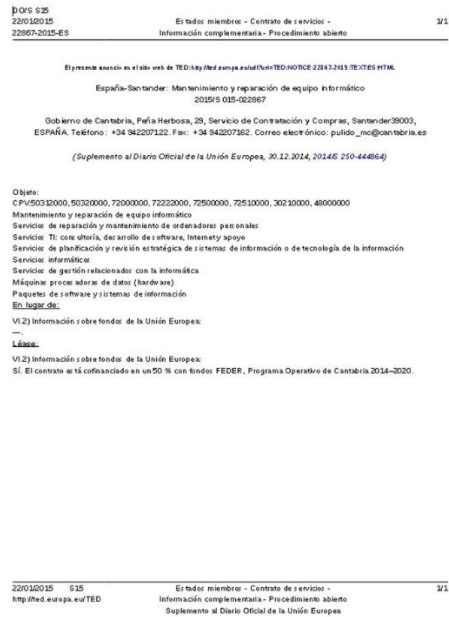 DO/S S15
22/01/2015
22867-2015-ES
Estados miembros - Contrato de servicios -
Información complementaria - Procedimiento abierto
1/1
El presente anuncio en el sitio web de TED: http://ted.europa.eu/udl?uri=TED:NOTICE:22867-2015:TEXT:ES:HTML
España-Santander: Mantenimiento y reparación de equipo informático
2015/S 015-022867
Gobierno de Cantabria, Peña Herbosa, 29, Servicio de Contratación y Compras, Santander39003,
ESPAÑA. Teléfono: +34 942207122. Fax: +34 942207162. Correo electrónico: pulido_mc@cantabria.es
(Suplemento al Diario Oficial de la Unión Europea, 30.12.2014, 2014/S 250-444864)
Objeto:
CPV:50312000, 50320000, 72000000, 72222000, 72500000, 72510000, 30210000, 48000000
Mantenimiento y reparación de equipo informático
Servicios de reparación y mantenimiento de ordenadores personales
Servicios TI: consultoría, desarrollo de software, Internet y apoyo
Servicios de planificación y revisión estratégica de sistemas de información o de tecnología de la información
Servicios informáticos
Servicios de gestión relacionados con la informática
Máquinas procesadoras de datos (hardware)
Paquetes de software y sistemas de información
En lugar de:
VI.2) Información sobre fondos de la Unión Europea:
—.
Léase:
VI.2) Información sobre fondos de la Unión Europea:
Sí. El contrato está cofinanciado en un 50 % con fondos FEDER, Programa Operativo de Cantabria 2014–2020.
22/01/2015 S15
http://ted.europa.eu/TED
Estados miembros - Contrato de servicios -
Información complementaria - Procedimiento abierto
Suplemento al Diario Oficial de la Unión Europea
1/1